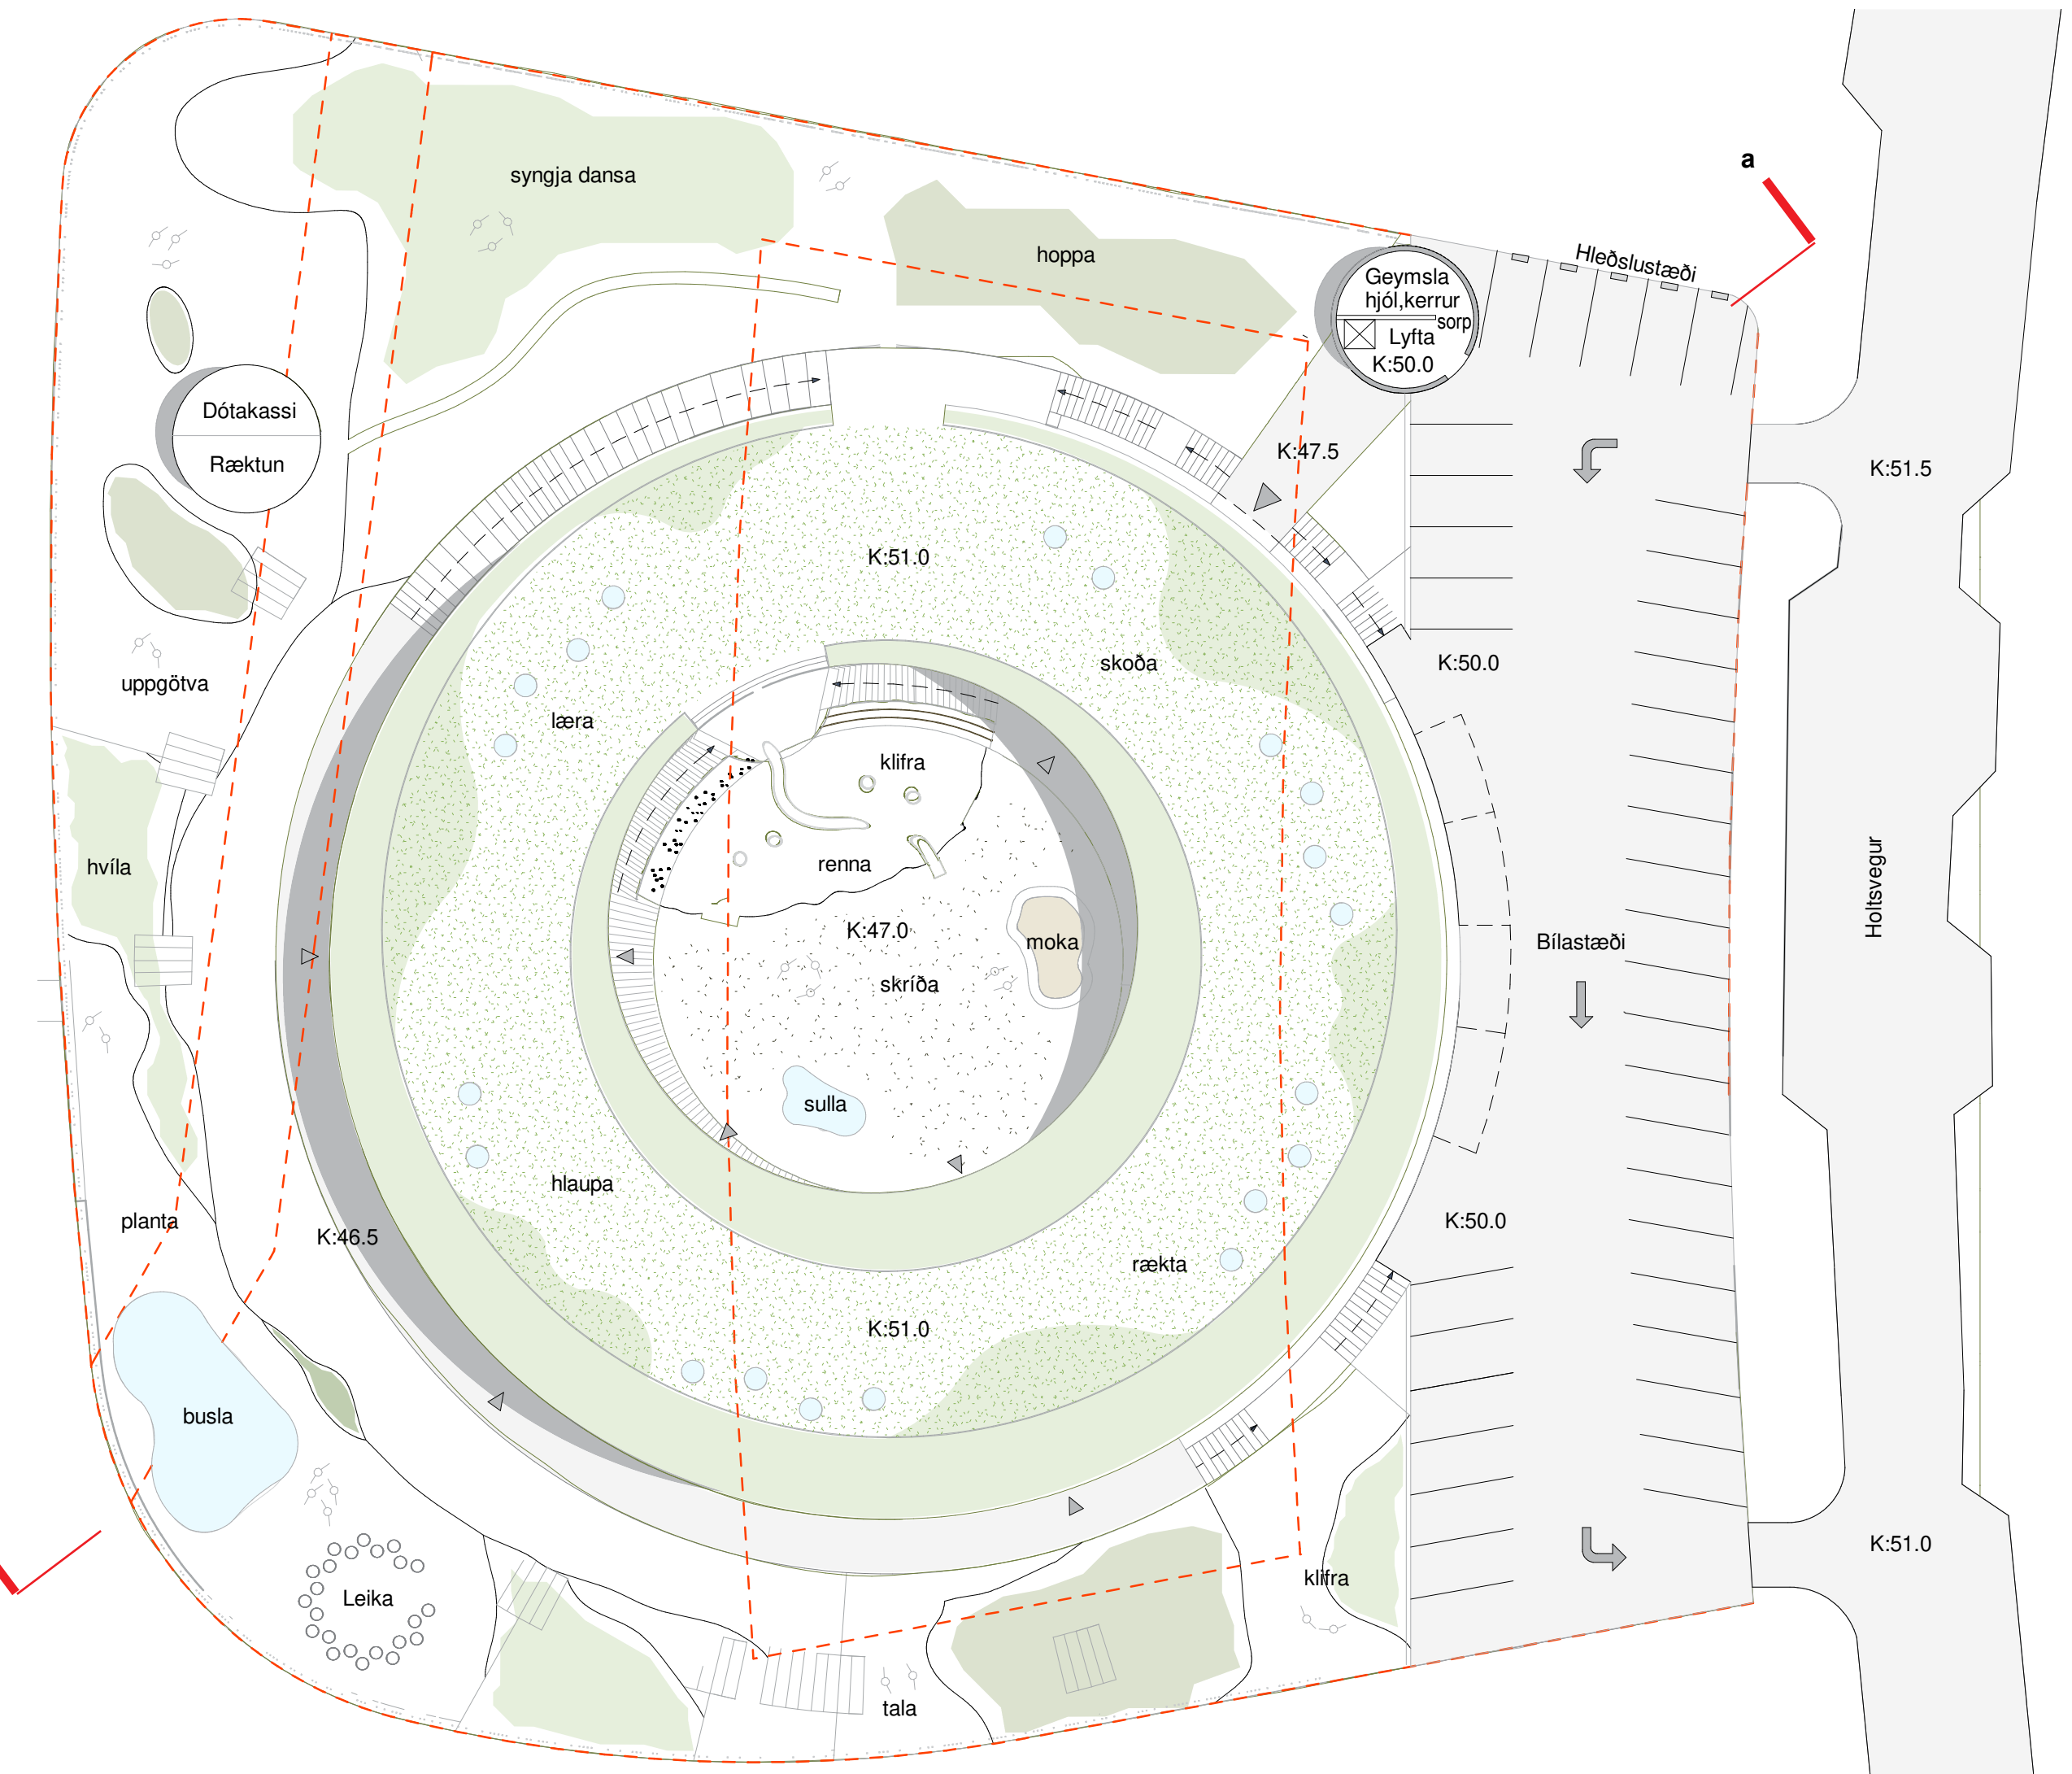 a
syngja dansa
hoppa
Hleðslustæði
Geymsla
hjól,kerrur
sorp
Lyfta
K:50.0
Dótakassi
Ræktun
K:47.5
K:51.5
K:51.0
skoða
K:50.0
uppgötva
læra
klifra
renna
hvíla
K:47.0
moka
Bílastæði
Holtsvegur
skríða
sulla
hlaupa
planta
K:46.5
K:50.0
rækta
K:51.0
busla
K:51.0
Leika
klifra
tala